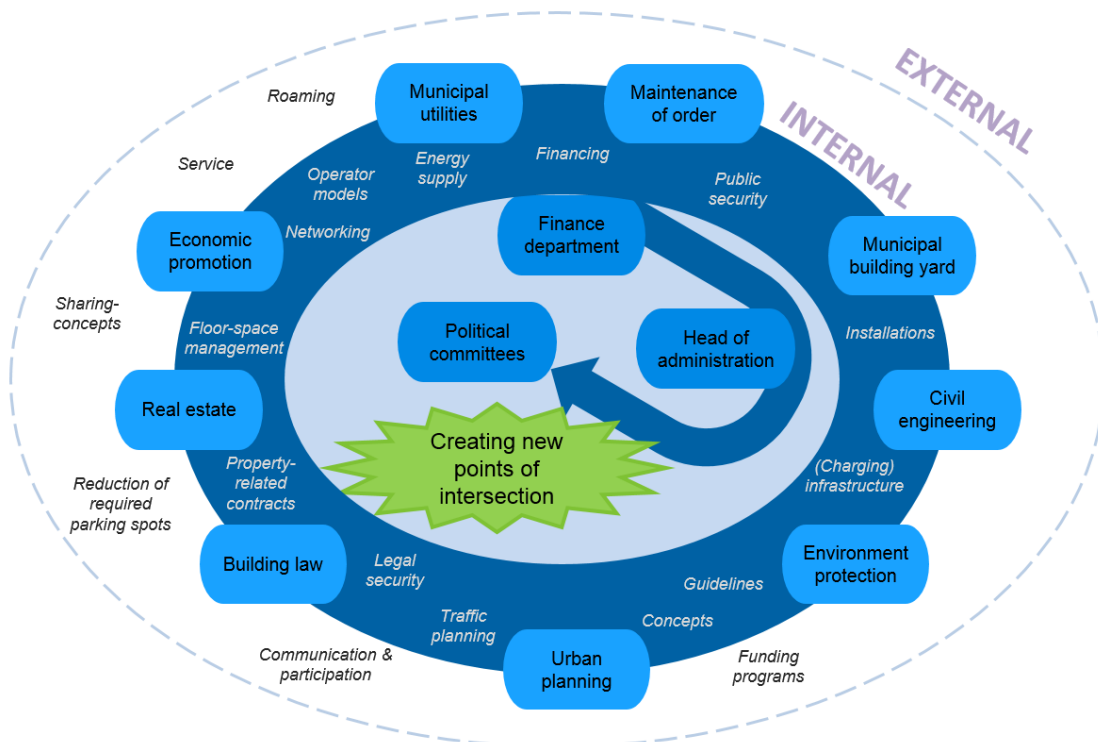 EXTERNAL
INTERNAL
Roaming
Municipal
utilities
Maintenance
of order
Service
Operator
models
Energy
supply
Financing
Public
security
Economic
promotion
Networking
Finance
department
Municipal
building yard
Sharing-
concepts
Floor-space
management
Political
committees
Head of
administration
Installations
Real estate
Civil
engineering
Creating new
points of
intersection
Property-
related
contracts
(Charging)
infrastructure
Reduction of
required
parking spots
Building law
Legal
security
Guidelines
Environment
protection
Traffic
planning
Concepts
Communication &
participation
Urban
planning
Funding
programs